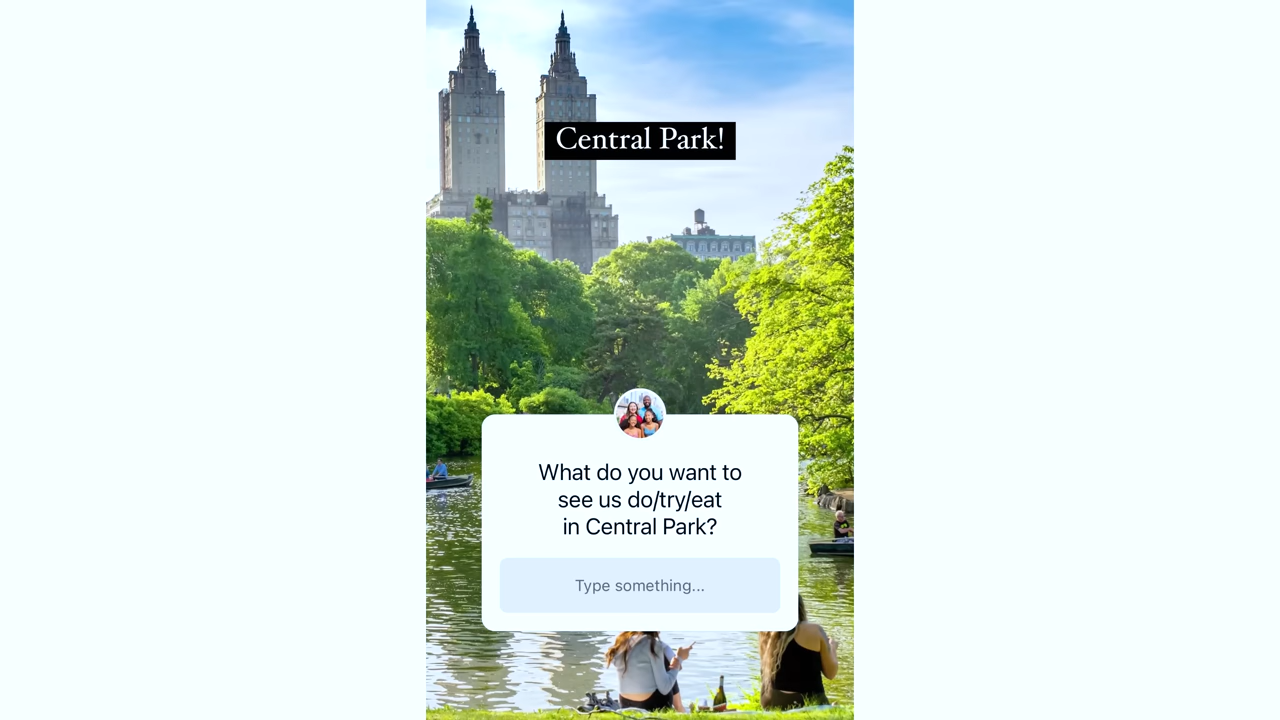 Central Park!
What do you want to
see us do/try/eat
in Central Park?
Type something...